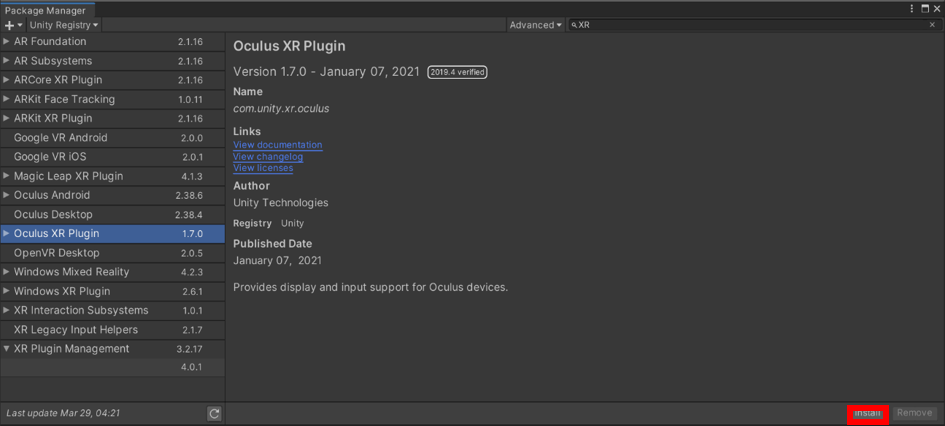 Package Manager
Unity Registry Advanced XR
AR Foundation 2.1.16
AR Subsystems 2.1.16
ARCore XR Plugin 2.1.16
ARKit Face Tracking 1.0.11
ARKit XR Plugin 2.1.16
Google VR Android 2.0.0
Google VR iOS 2.0.1
Magic Leap XR Plugin 4.1.3
Oculus Android 2.38.6
Oculus Desktop 2.38.4
Oculus XR Plugin 1.7.0
OpenVR Desktop 2.0.5
Windows Mixed Reality 4.2.3
Windows XR Plugin 2.6.1
XR Interaction Subsystems 1.0.1
XR Legacy Input Helpers 2.1.7
XR Plugin Management 3.2.17
4.0.1
Last update Mar 29, 04:21
Oculus XR Plugin
Version 1.7.0 - January 07, 2021 2019.4 verified
Name
com.unity.xr.oculus
Links
View documentation
View changelog
View licenses
Author
Unity Technologies
Registry Unity
Published Date
January 07, 2021
Provides display and input support for Oculus devices.
Install Remove